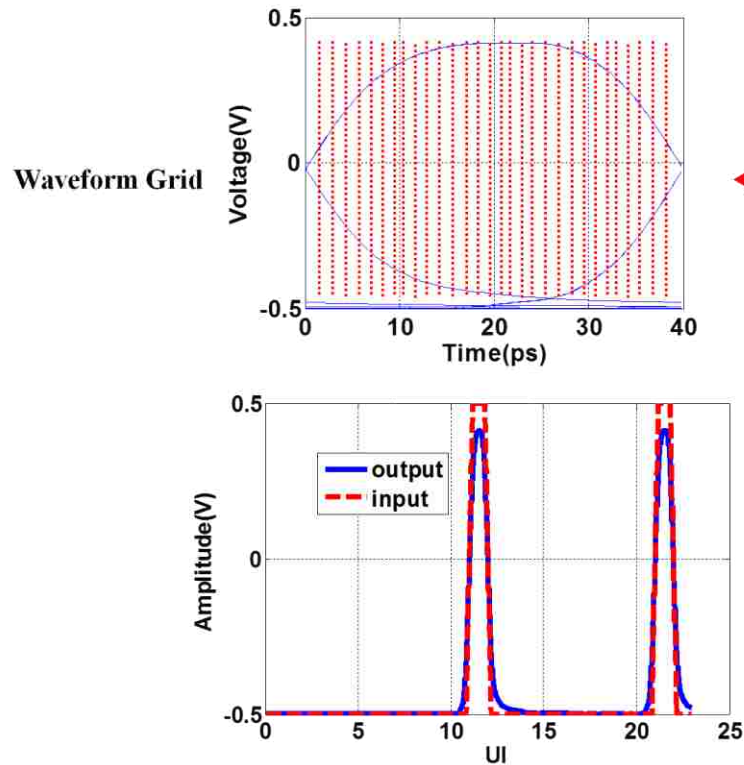 0.5
0
-0.5
Voltage(V)
Waveform Grid
0 10 20 30 40
Time(ps)
0.5
0
-0.5
Amplitude(V)
output
input
0 5 10 15 20 25
UI